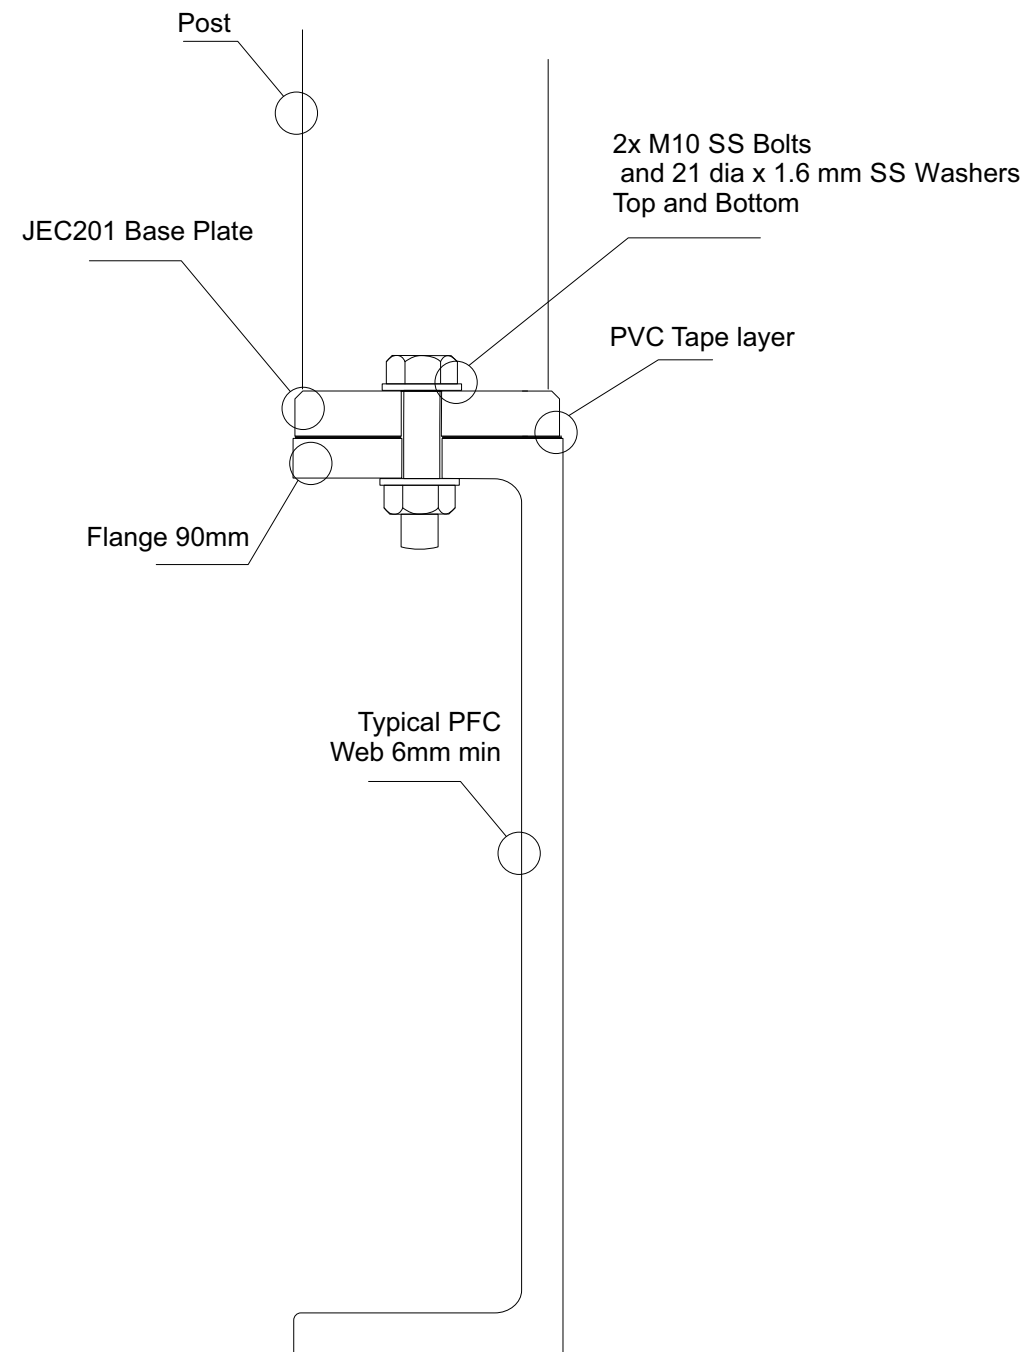 Post
2x M10 SS Bolts
and 21 dia x 1.6 mm SS Washers
Top and Bottom
JEC201 Base Plate
PVC Tape layer
Flange 90mm
Typical PFC
Web 6mm min